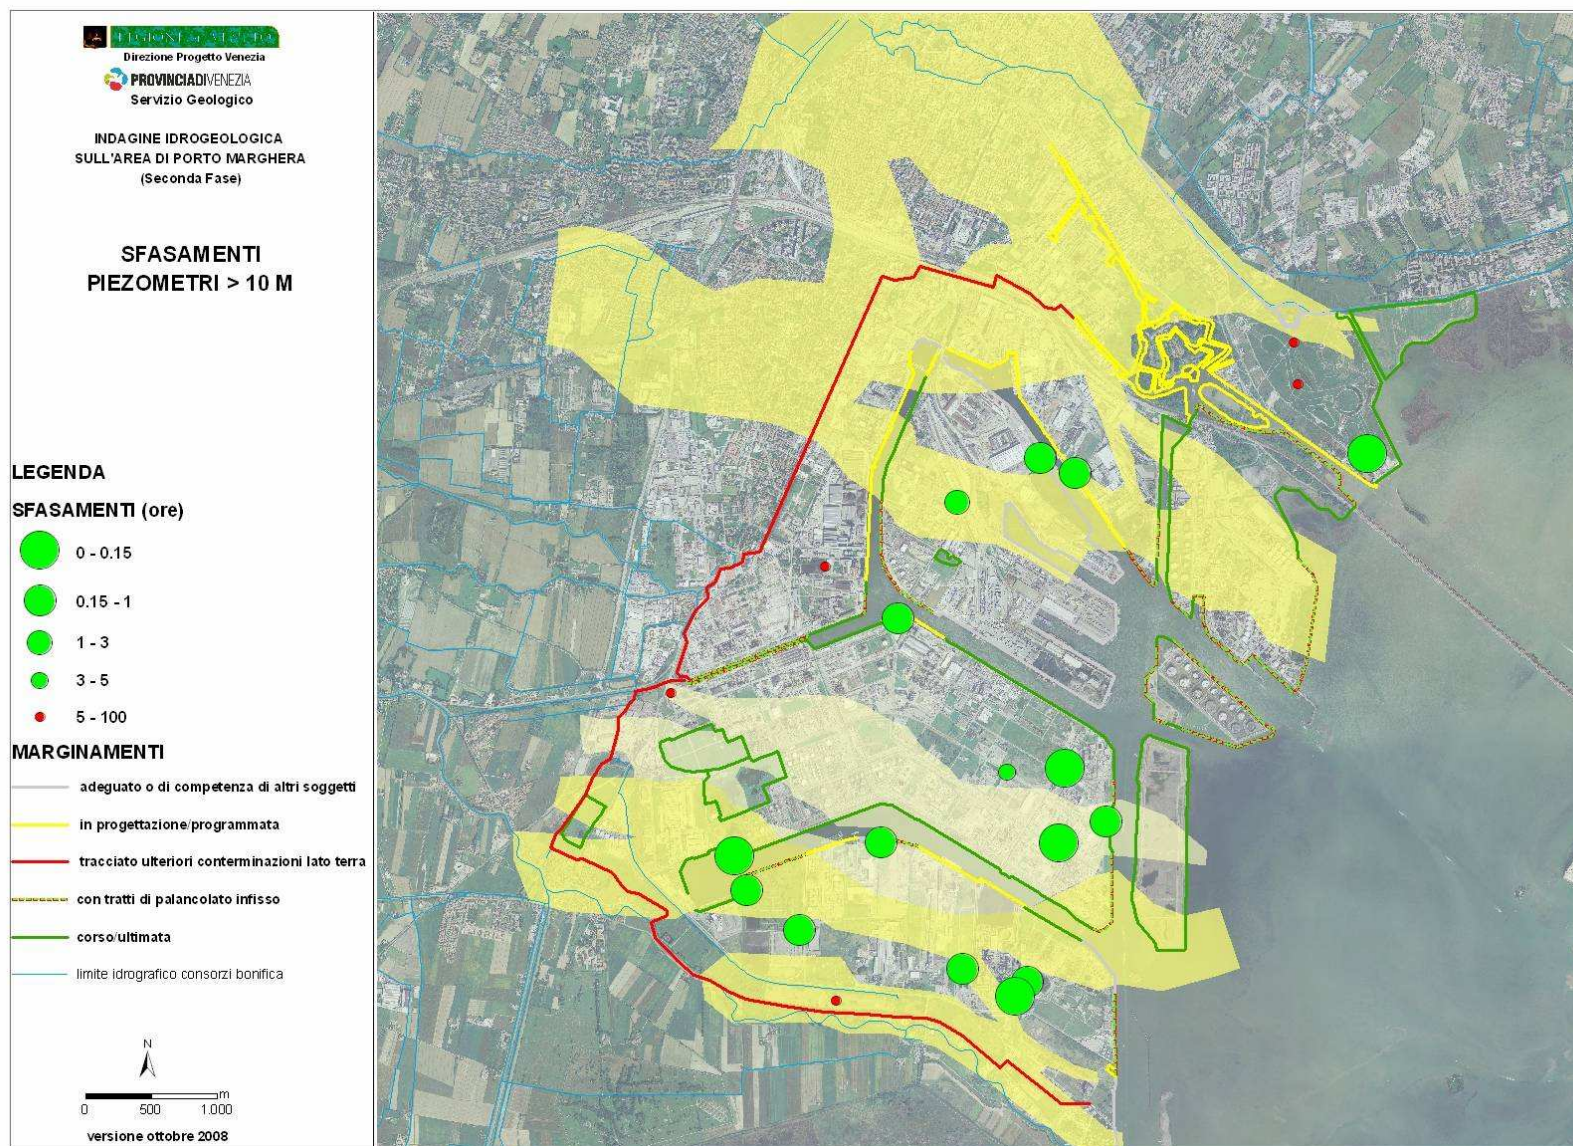 REGIONE del VENETO
Direzione Progetto Venezia
PROVINCIADIVENEZIA
Servizio Geologico
INDAGINE IDROGEOLOGICA
SULL'AREA DI PORTO MARGHERA
(Seconda Fase)
SFASAMENTI
PIEZOMETRI > 10 M
LEGENDA
SFASAMENTI (ore)
0 - 0.15
0.15 - 1
1 - 3
3 - 5
5 - 100
MARGINAMENTI
adeguato o di competenza di altri soggetti
in progettazione/programmata
tracciato ulteriori conterminazioni lato terra
con tratti di palancolato infisso
corso/ultimata
limite idrografico consorzi bonifica
N
m
0 500 1.000
versione ottobre 2008